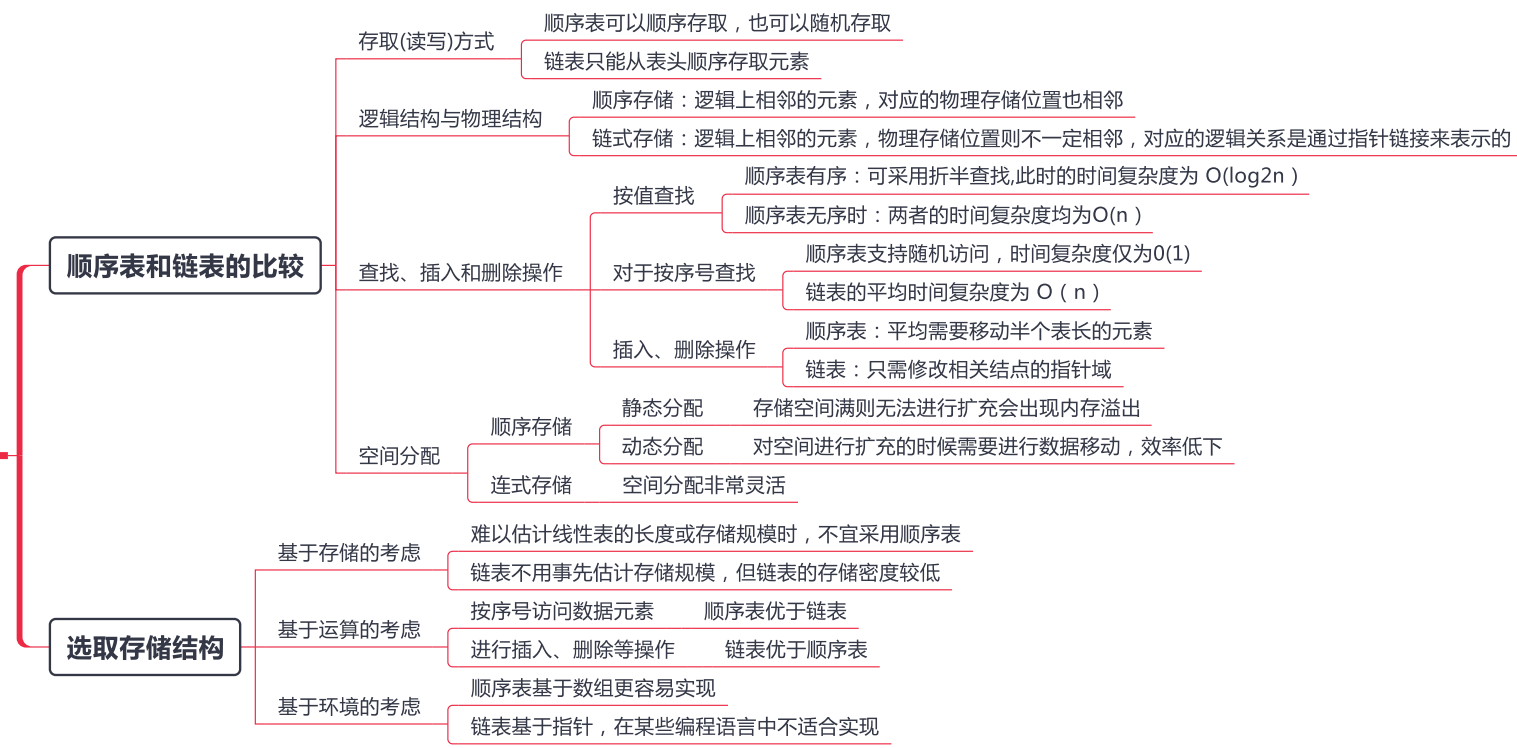 顺序表和链表的比较
存取(读写)方式
顺序表可以顺序存取，也可以随机存取
链表只能从表头顺序存取元素
逻辑结构与物理结构
顺序存储：逻辑上相邻的元素，对应的物理存储位置也相邻
链式存储：逻辑上相邻的元素，物理存储位置则不一定相邻，对应的逻辑关系是通过指针链接来表示的
查找、插入和删除操作
按值查找
顺序表有序：可采用折半查找,此时的时间复杂度为 O(log2n )
顺序表无序时：两者的时间复杂度均为O(n )
对于按序号查找
顺序表支持随机访问，时间复杂度仅为0(1)
链表的平均时间复杂度为 O ( n )
插入、删除操作
顺序表：平均需要移动半个表长的元素
链表：只需修改相关结点的指针域
空间分配
顺序存储
静态分配
存储空间满则无法进行扩充会出现内存溢出
动态分配
对空间进行扩充的时候需要进行数据移动，效率低下
连式存储
空间分配非常灵活
选取存储结构
基于存储的考虑
难以估计线性表的长度或存储规模时，不宜采用顺序表
链表不用事先估计存储规模，但链表的存储密度较低
基于运算的考虑
按序号访问数据元素
顺序表优于链表
进行插入、删除等操作
链表优于顺序表
基于环境的考虑
顺序表基于数组更容易实现
链表基于指针，在某些编程语言中不适合实现